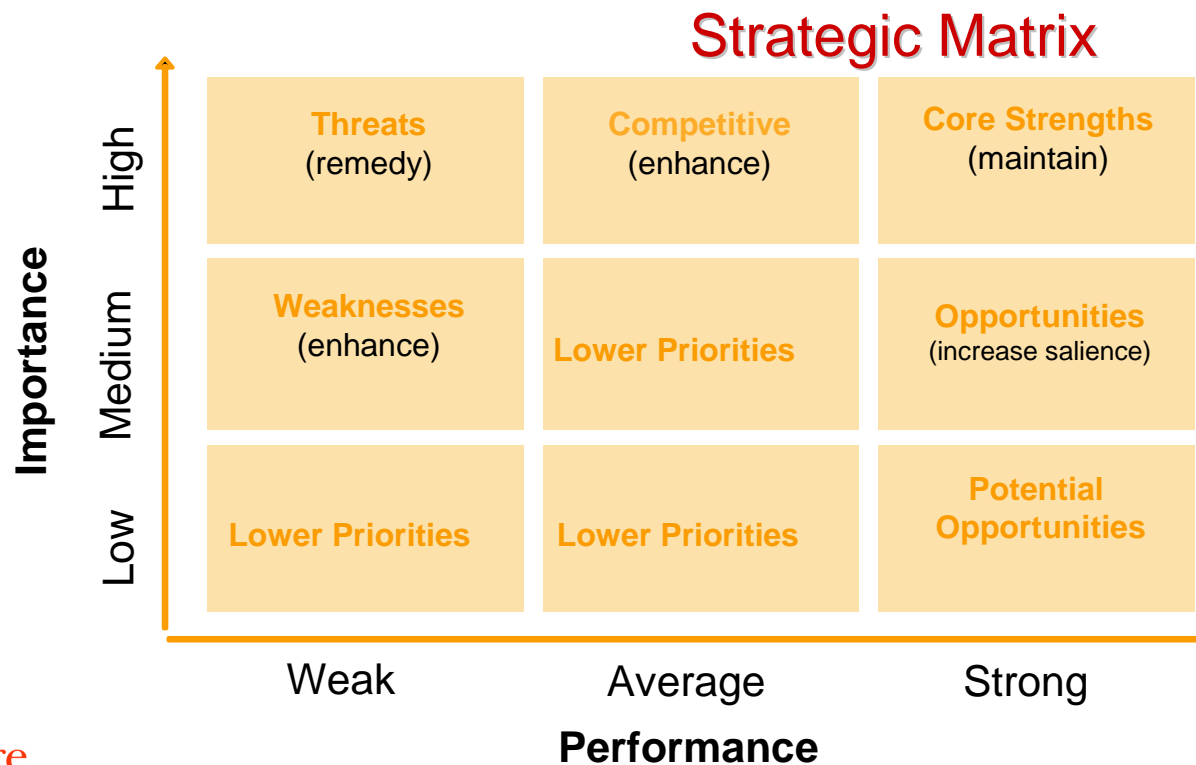 Strategic Matrix
Importance
High
Threats
(remedy)
Competitive
(enhance)
Core Strengths
(maintain)
Medium
Weaknesses
(enhance)
Lower Priorities
Opportunities
(increase salience)
Low
Lower Priorities
Lower Priorities
Potential
Opportunities
Weak
Average
Strong
Performance